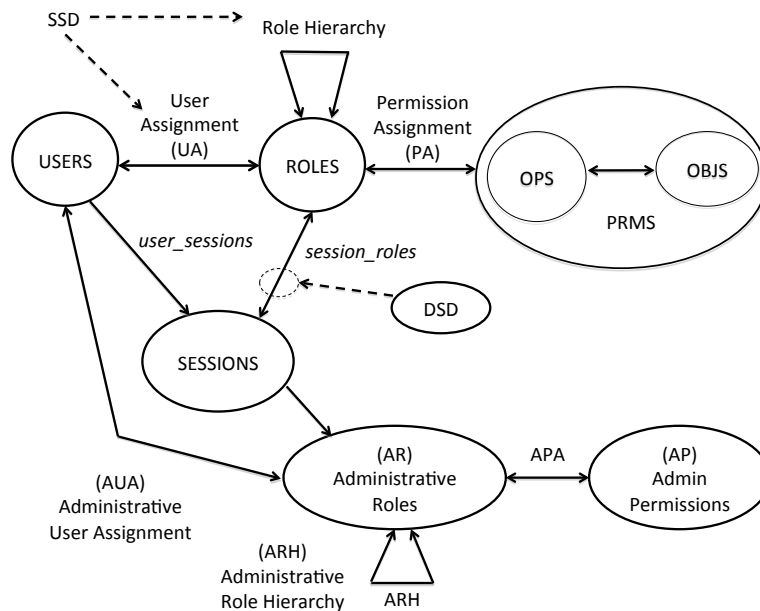 SSD
Role Hierarchy
User
Assignment
(UA)
Permission
Assignment
(PA)
USERS
ROLES
OPS
OBJS
PRMS
user_sessions
session_roles
DSD
SESSIONS
(AR)
Administrative
Roles
APA
(AP)
Admin
Permissions
(AUA)
Administrative
User Assignment
(ARH)
Administrative
Role Hierarchy
ARH